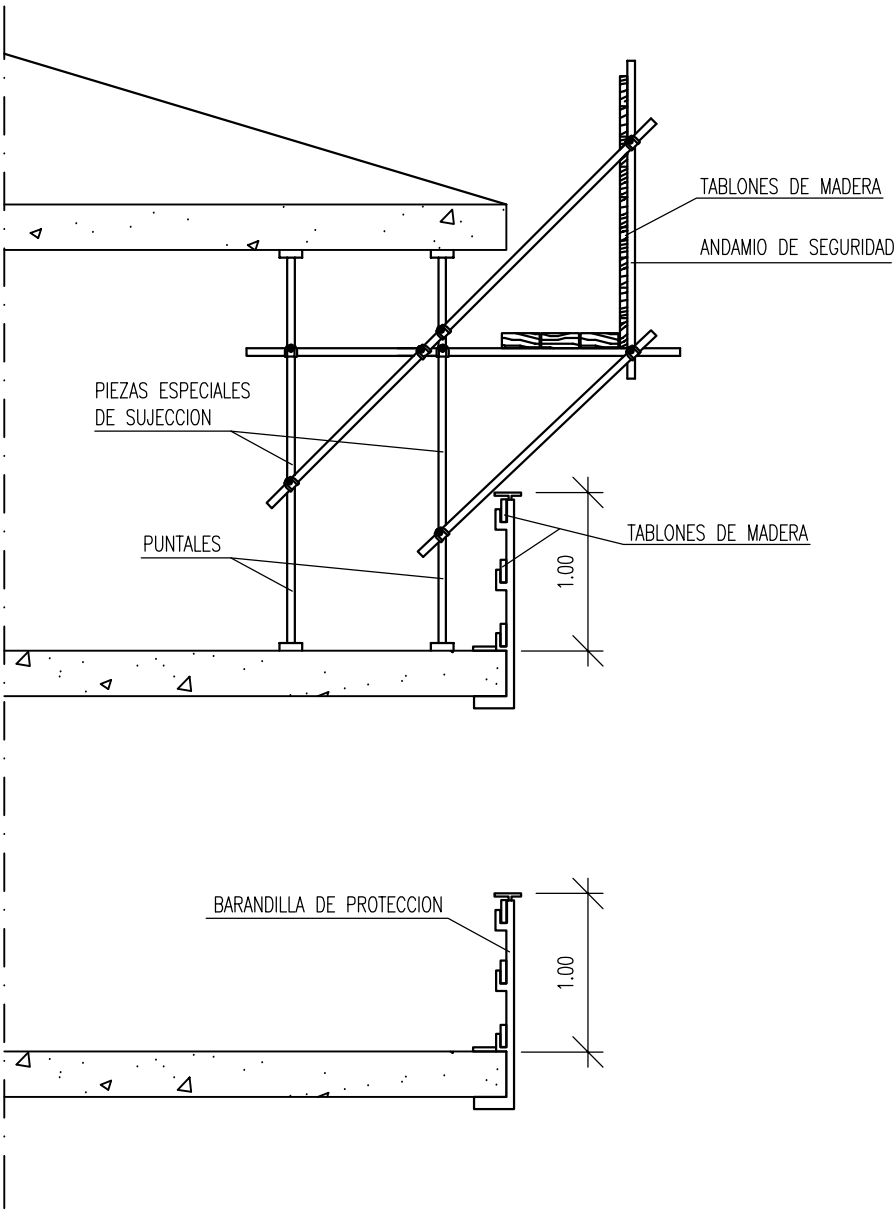 TABLONES DE MADERA
ANDAMIO DE SEGURIDAD
PIEZAS ESPECIALES
DE SUJECCION
TABLONES DE MADERA
PUNTALES
1.00
BARANDILLA DE PROTECCION
1.00